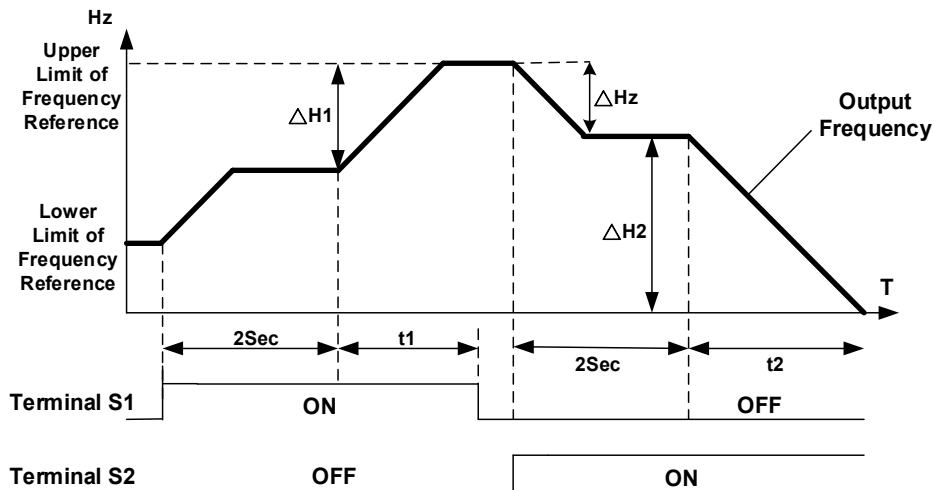 Hz
Upper
Limit of
Frequency
Reference
△H1
△Hz
Output
Frequency
Lower
Limit of
Frequency
Reference
△H2
T
2Sec
t1
2Sec
t2
Terminal S1
ON
OFF
Terminal S2
OFF
ON